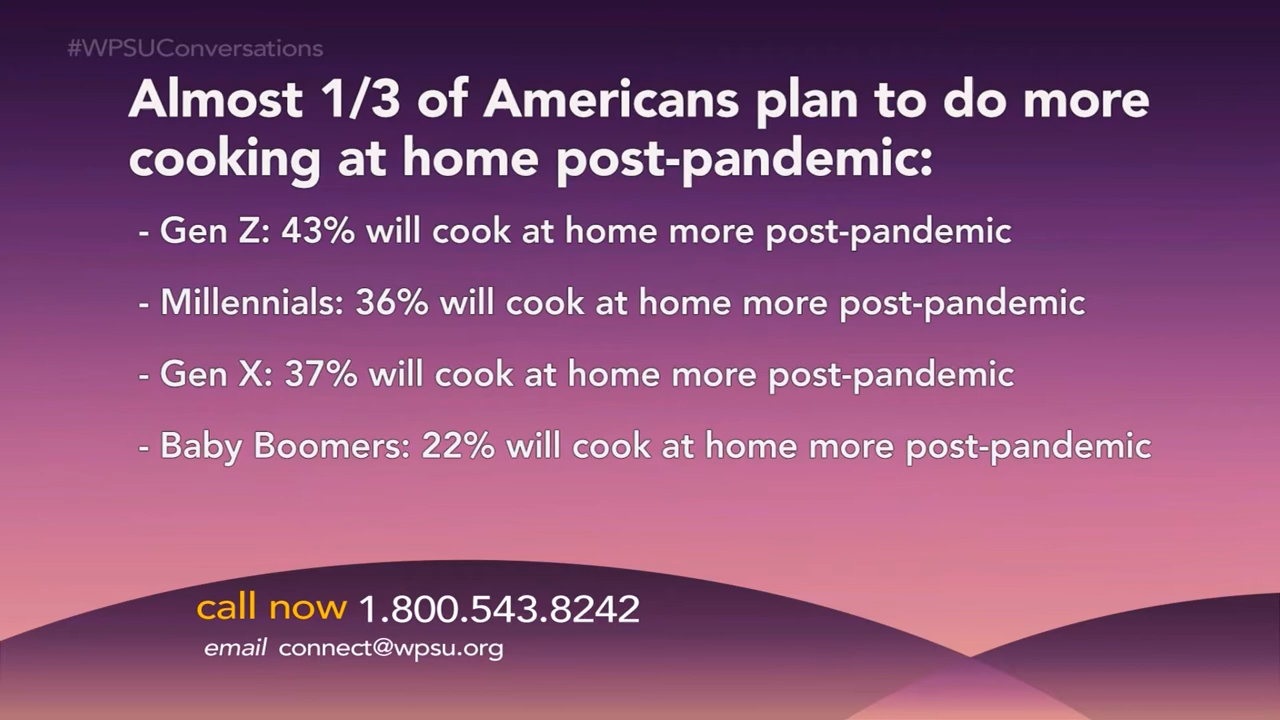 #WPSUConversations
Almost 1/3 of Americans plan to do more
cooking at home post-pandemic:
- Gen Z: 43% will cook at home more post-pandemic
- Millennials: 36% will cook at home more post-pandemic
- Gen X: 37% will cook at home more post-pandemic
- Baby Boomers: 22% will cook at home more post-pandemic
call now 1.800.543.8242
email connect@wpsu.org